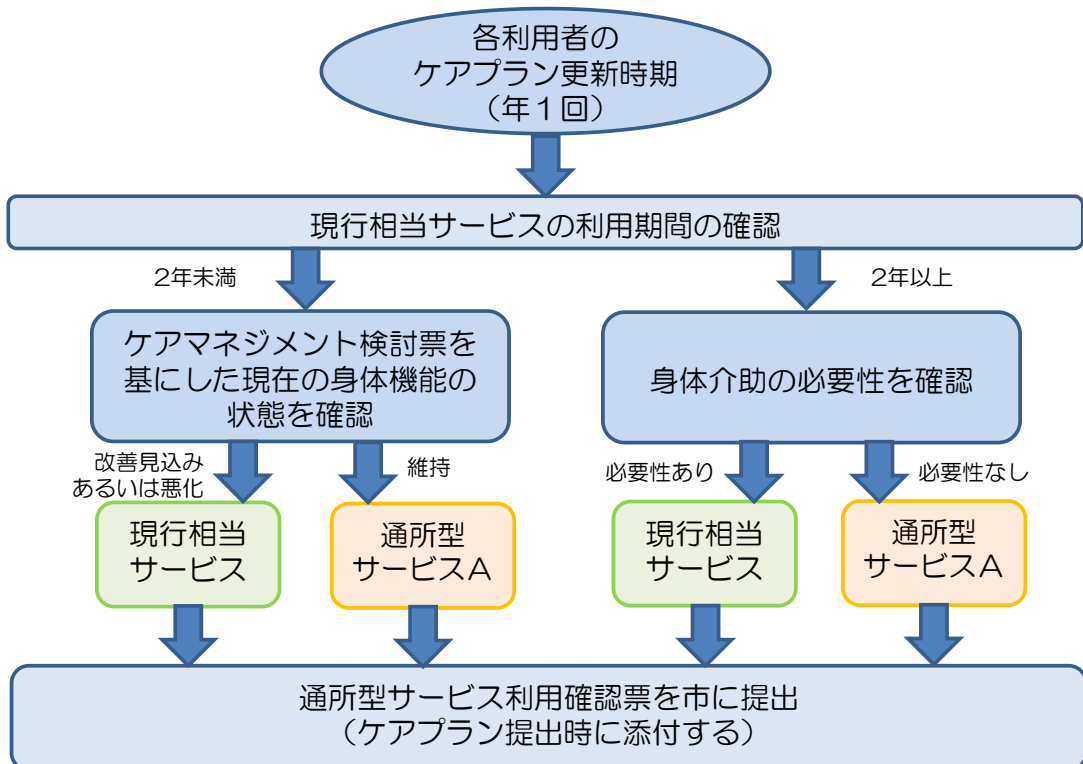 各利用者の
ケアプラン更新時期
（年１回）
現行相当サービスの利用期間の確認
2年未満
2年以上
ケアマネジメント検討票を
基にした現在の身体機能の
状態を確認
身体介助の必要性を確認
改善見込み
あるいは悪化
維持
必要性あり
必要性なし
現行相当
サービス
通所型
サービスA
現行相当
サービス
通所型
サービスA
通所型サービス利用確認票を市に提出
（ケアプラン提出時に添付する）